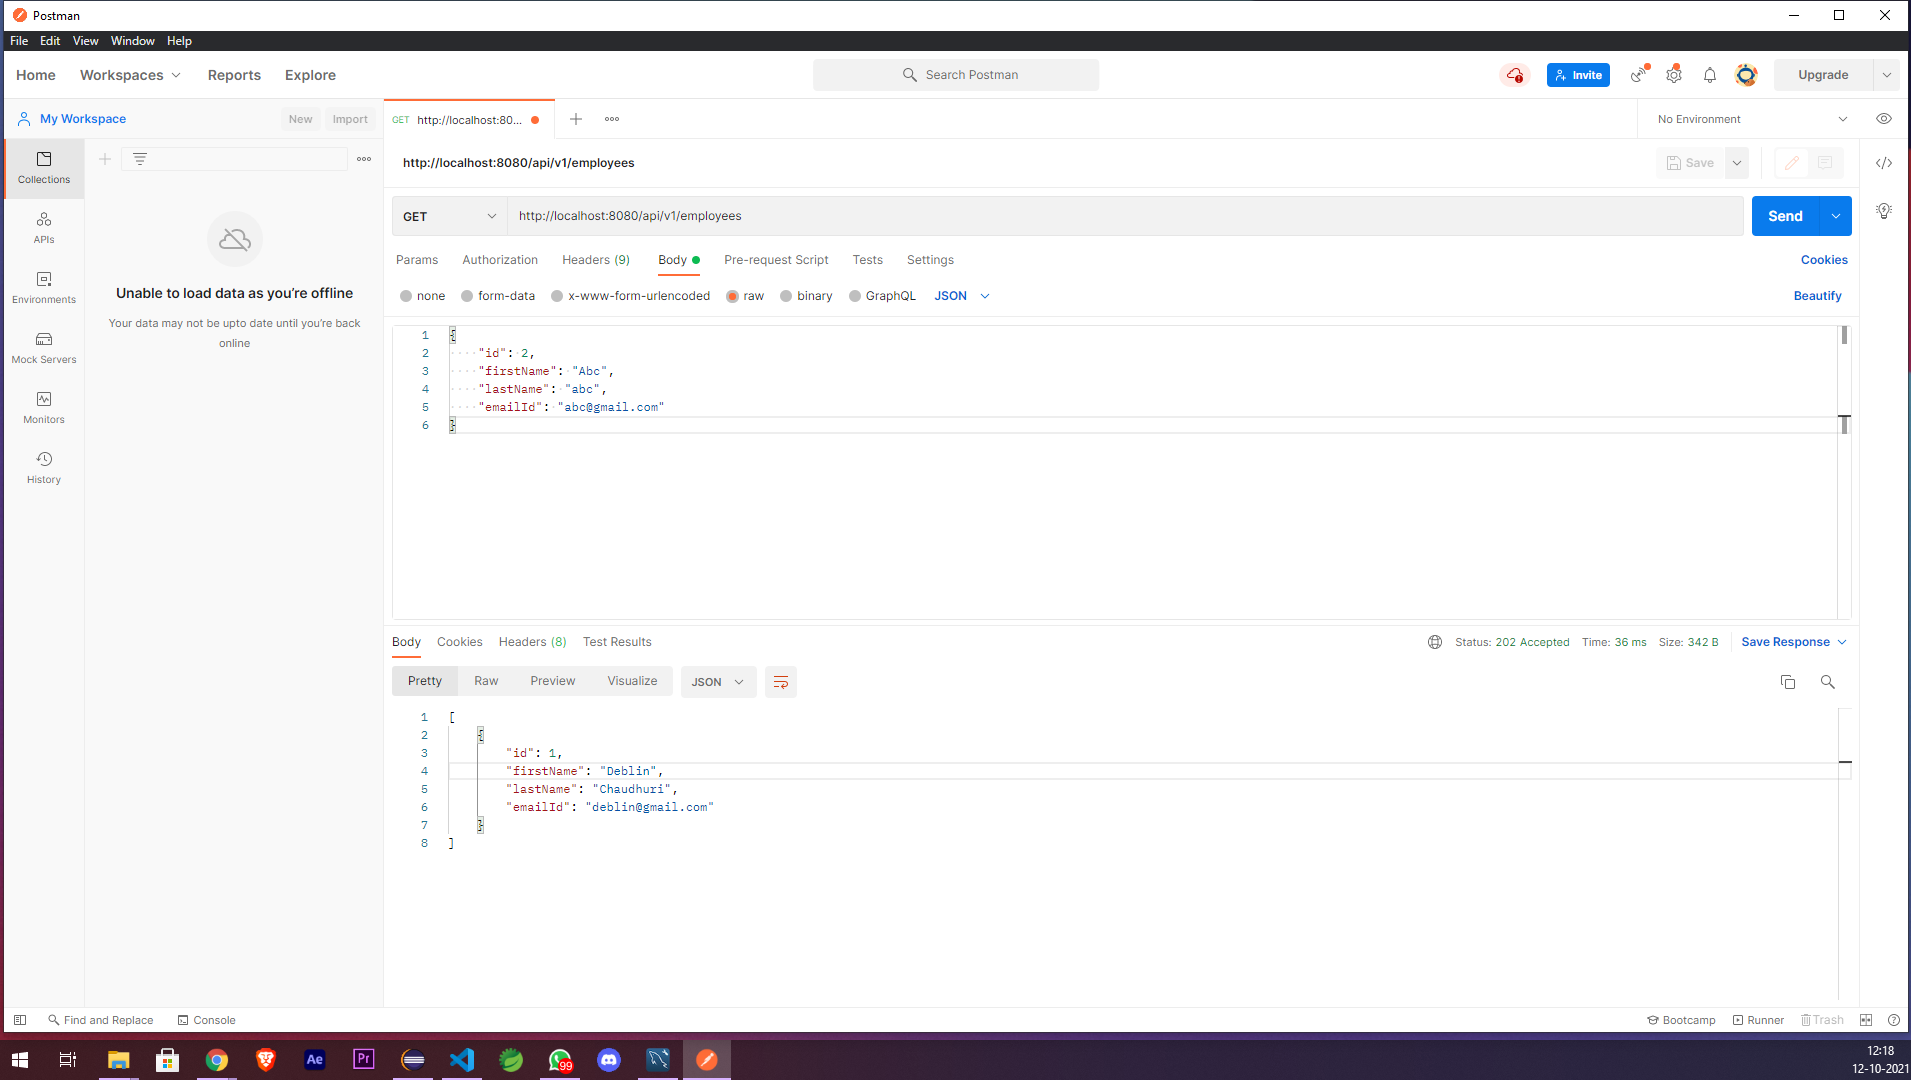 Postman
File Edit View Window Help
Home Workspaces Reports Explore
Search Postman
Invite
Upgrade
My Workspace
New Import
GET http://localhost:80...
No Environment
Collections
APIs
Environments
Mock Servers
Monitors
History
Unable to load data as you're offline
Your data may not be upto date until you're back
online
http://localhost:8080/api/v1/employees
Save
GET http://localhost:8080/api/v1/employees
Send
Params Authorization Headers (9) Body Pre-request Script Tests Settings
Cookies
none form-data x-www-form-urlencoded raw binary GraphQL JSON
Beautify
1 {
2 "id": 2,
3 "firstName": "Abc",
4 "lastName": "abc",
5 "emailId": "abc@gmail.com"
6 }
Body Cookies Headers (8) Test Results
Status: 202 Accepted Time: 36 ms Size: 342 B Save Response
Pretty Raw Preview Visualize JSON
1 [
2 {
3 "id": 1,
4 "firstName": "Deblin",
5 "lastName": "Chaudhuri",
6 "emailId": "deblin@gmail.com"
7 }
8 ]
Find and Replace Console
Bootcamp Runner Trash
Ae
Pr
99
12:18
12-10-2021